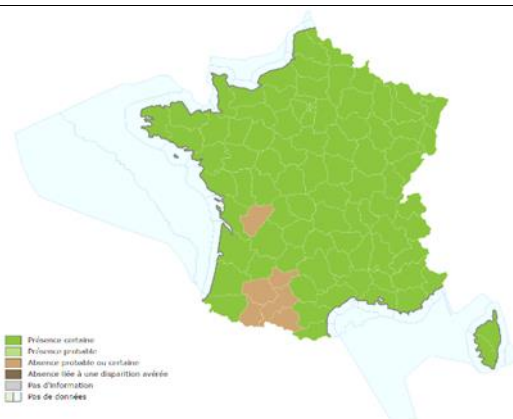 Présence certaine
Présence probable
Absence probable ou certaine
Absence liée à une disparition avérée
Pas d'information
Pas de données